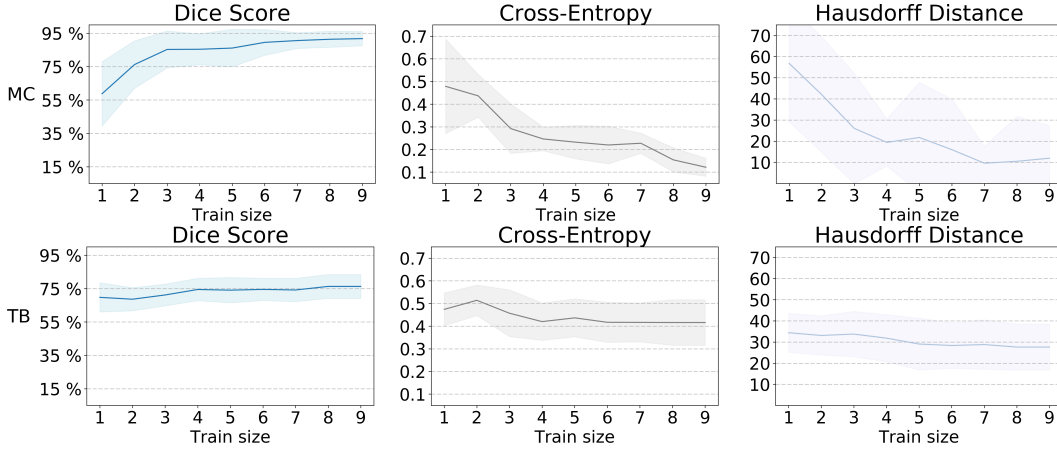 Dice Score
Cross-Entropy
Hausdorff Distance
MC
95 %
75 %
55 %
35 %
15 %
0.7
0.6
0.5
0.4
0.3
0.2
0.1
70
60
50
40
30
20
10
1 2 3 4 5 6 7 8 9
1 2 3 4 5 6 7 8 9
1 2 3 4 5 6 7 8 9
Train size
Train size
Train size
Dice Score
Cross-Entropy
Hausdorff Distance
TB
95 %
75 %
55 %
35 %
15 %
0.7
0.6
0.5
0.4
0.3
0.2
0.1
70
60
50
40
30
20
10
1 2 3 4 5 6 7 8 9
1 2 3 4 5 6 7 8 9
1 2 3 4 5 6 7 8 9
Train size
Train size
Train size